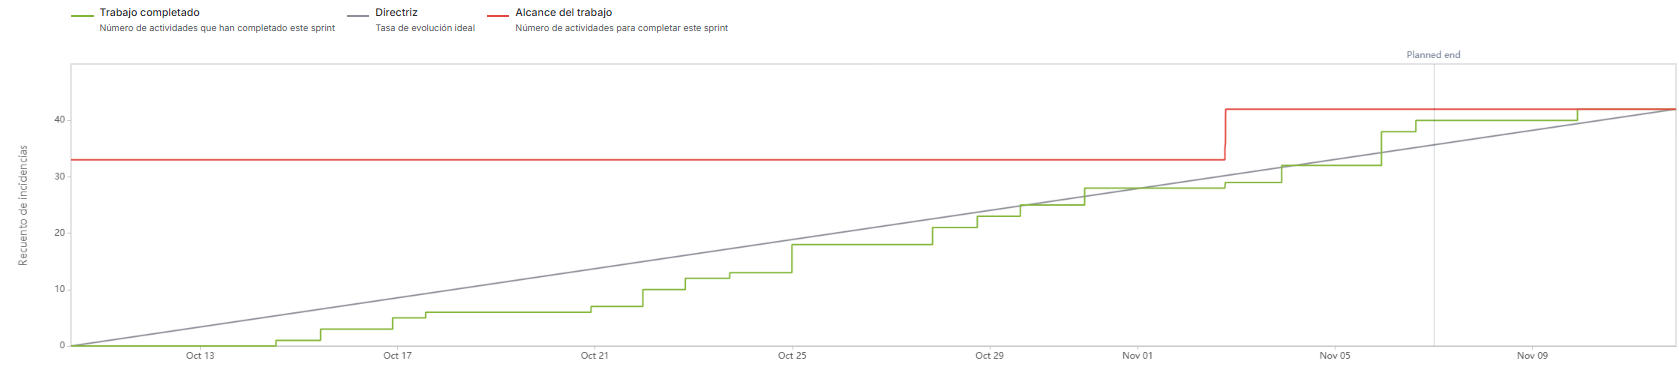 Trabajo completado
Número de actividades que han completado este sprint
Directriz
Tasa de evolución ideal
Alcance del trabajo
Número de actividades para completar este sprint
Planned end
Recuento de incidencias
40
30
20
10
0
Oct 13 Oct 17 Oct 21 Oct 25 Oct 29 Nov 01 Nov 05 Nov 09